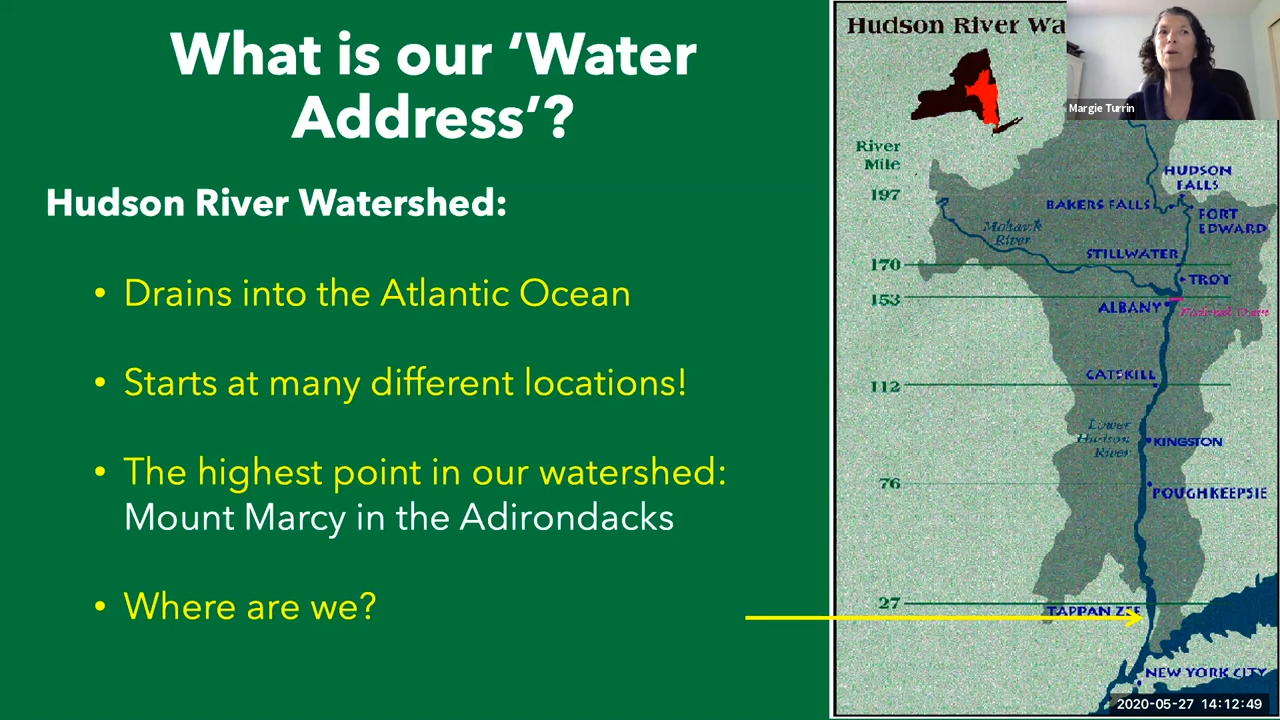 What is our ‘Water
Address’?
Hudson River Watershed:
• Drains into the Atlantic Ocean
• Starts at many different locations!
• The highest point in our watershed:
Mount Marcy in the Adirondacks
• Where are we?
Hudson River Wa
Margie Turrin
River
Mile
HUDSON
FALLS
197
BAKERS FALLS
FORT
EDWARD
Mohawk
River
STILLWATER
170
TROY
153
ALBANY
Federal Dam
CATSKILL
112
Lower
Hudson
River
KINGSTON
76
POUGHKEEPSIE
27
TAPPAN ZEE
NEW YORK CITY
2020-05-27 14:12:49